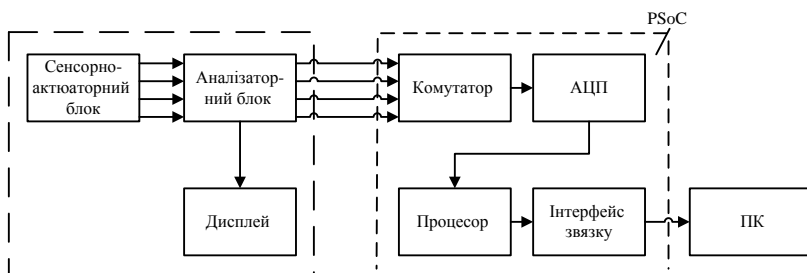 PSoC
Сенсорно-
актюаторний
блок
Аналізатор-
ний блок
Комутатор
АЦП
Дисплей
Процесор
Інтерфейс
звязку
ПК